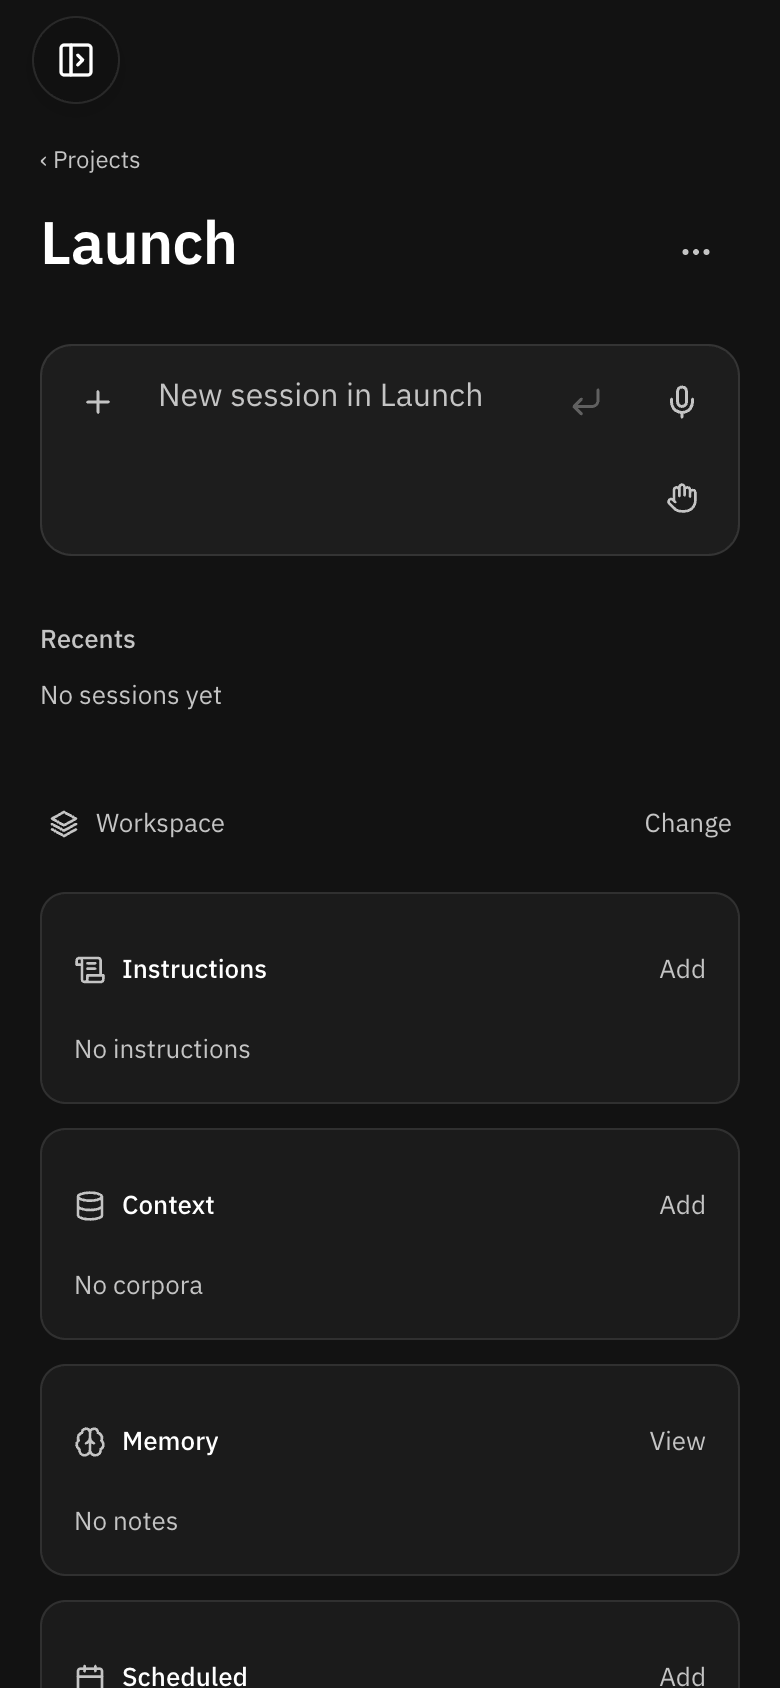 ‹ Projects
Launch
New session in Launch
Recents
No sessions yet
Workspace
Change
Instructions
Add
No instructions
Context
Add
No corpora
Memory
View
No notes
Scheduled
Add